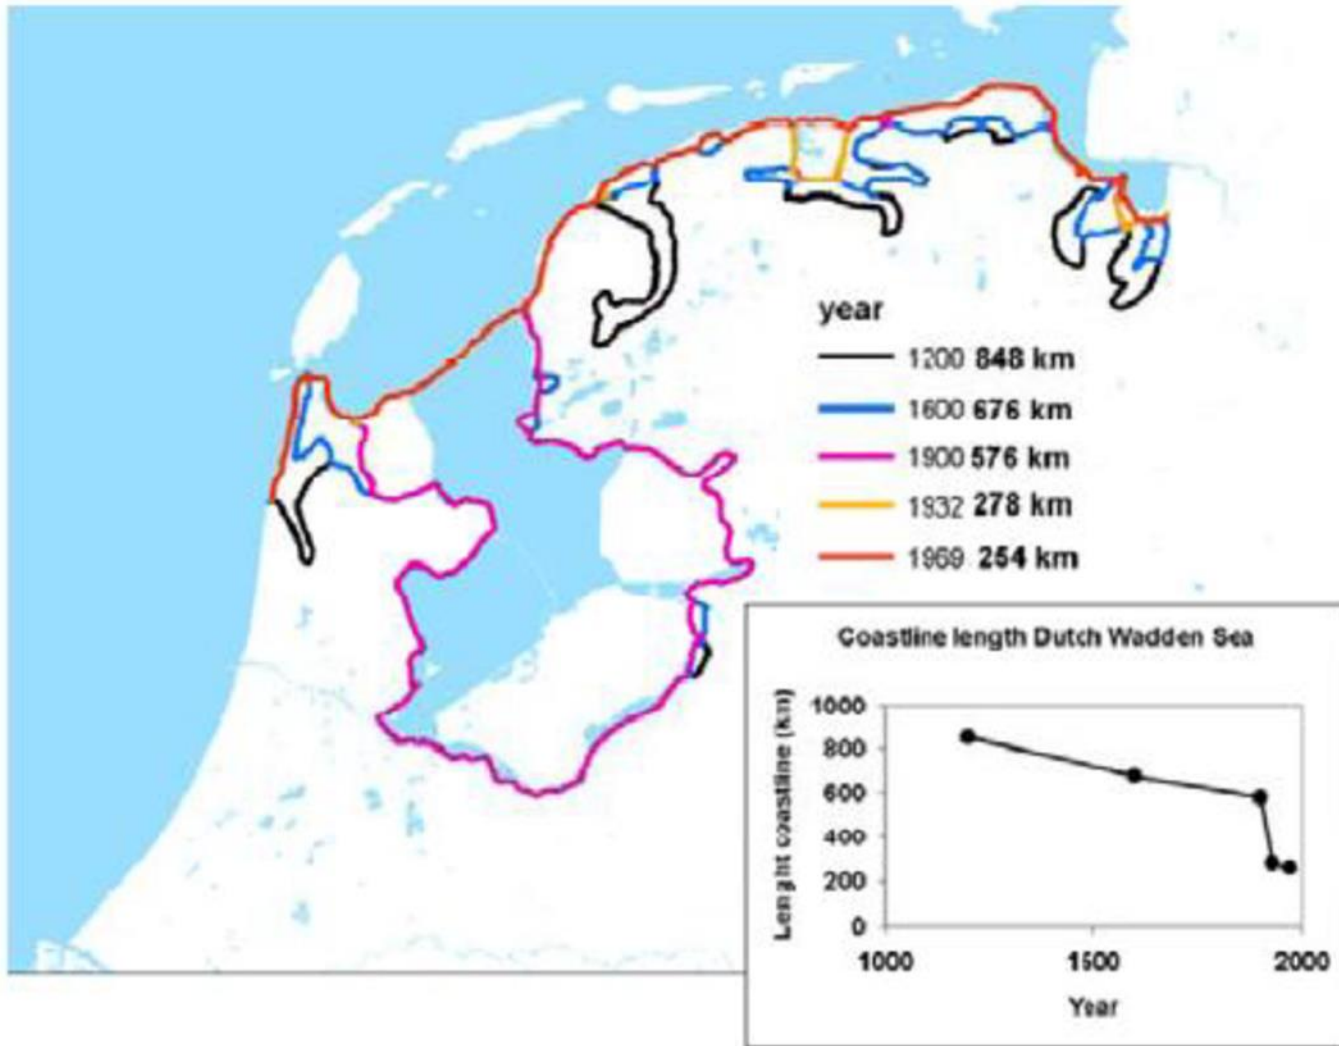 year
1200 848 km
1600 676 km
1900 576 km
1932 278 km
1969 254 km
Coastline length Dutch Wadden Sea
Lenght coastline (km)
1000
800
600
400
200
0
1000
1500
2000
Year